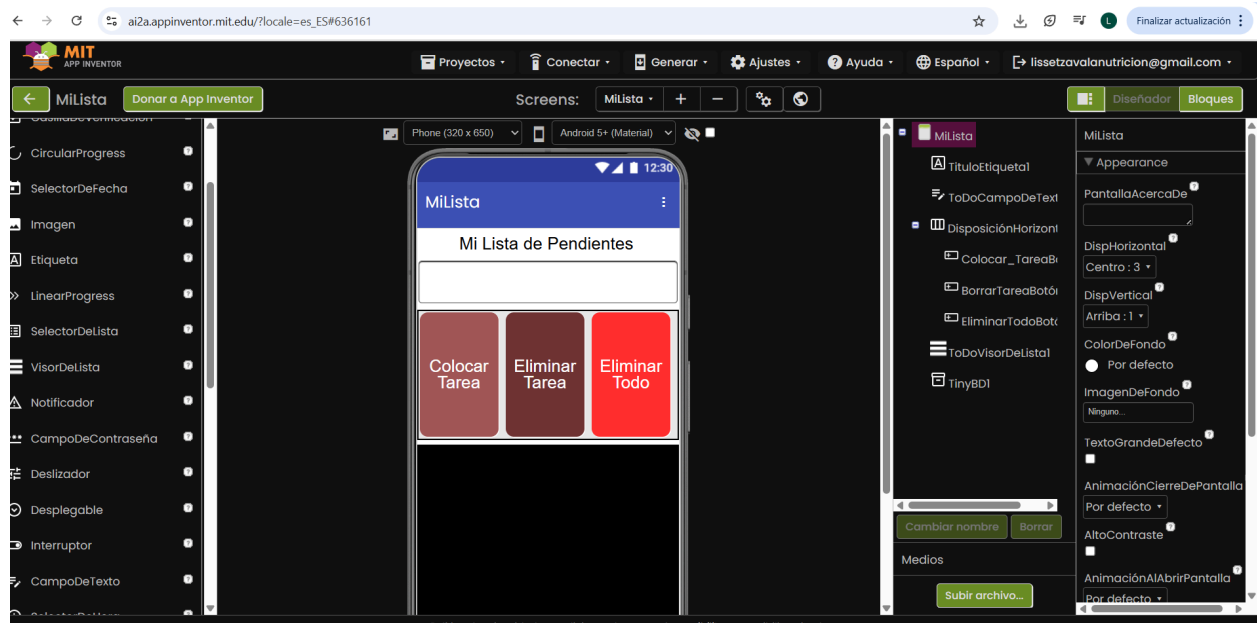 ai2a.appinventor.mit.edu/?locale=es_ES#636161
L
Finalizar actualización
MIT
APP INVENTOR
Proyectos
Conectar
Generar
Ajustes
Ayuda
Español
lissetzavalanutricion@gmail.com
MiLista
Donar a App Inventor
Screens:
MiLista
Diseñador
Bloques
CasillaDeVerificación
CircularProgress
SelectorDeFecha
Imagen
Etiqueta
LinearProgress
SelectorDeLista
VisorDeLista
Notificador
CampoDeContraseña
Deslizador
Desplegable
Interruptor
CampoDeTexto
SelectorDeHora
Phone (320 x 650)
Android 5+ (Material)
12:30
MiLista
Mi Lista de Pendientes
Colocar
Tarea
Eliminar
Tarea
Eliminar
Todo
MiLista
TituloEtiqueta1
ToDoCampoDeText
DisposiciónHorizont
Colocar_TareaBo
BorrarTareaBotón
EliminarTodoBoto
ToDoVisorDeLista1
TinyBD1
Cambiar nombre
Borrar
Medios
Subir archivo...
MiLista
Appearance
PantallaAcercaDe
DispHorizontal
Centro : 3
DispVertical
Arriba : 1
ColorDeFondo
Por defecto
ImagenDeFondo
Ninguno...
TextoGrandeDefecto
AnimaciónCierreDePantalla
Por defecto
AltoContraste
AnimaciónAlAbrirPantalla
Por defecto